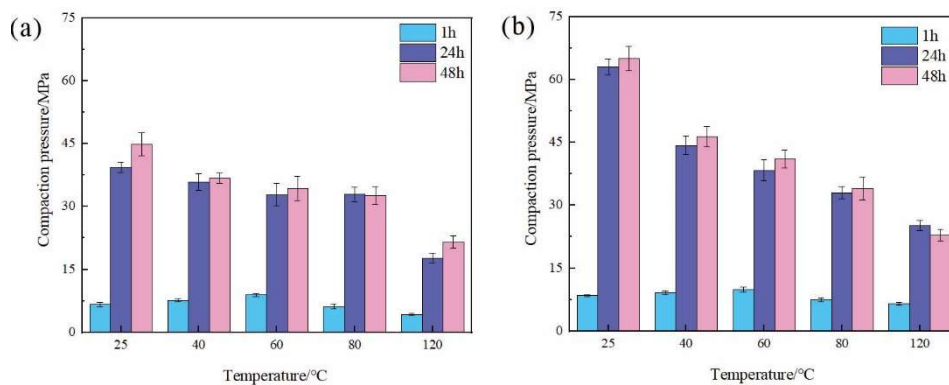 (a)
75
60
45
30
15
0
Compaction pressure/MPa
1h
24h
48h
25 40 60 80 120
Temperature/°C
(b)
75
60
45
30
15
0
Compaction pressure/MPa
1h
24h
48h
25 40 60 80 120
Temperature/°C